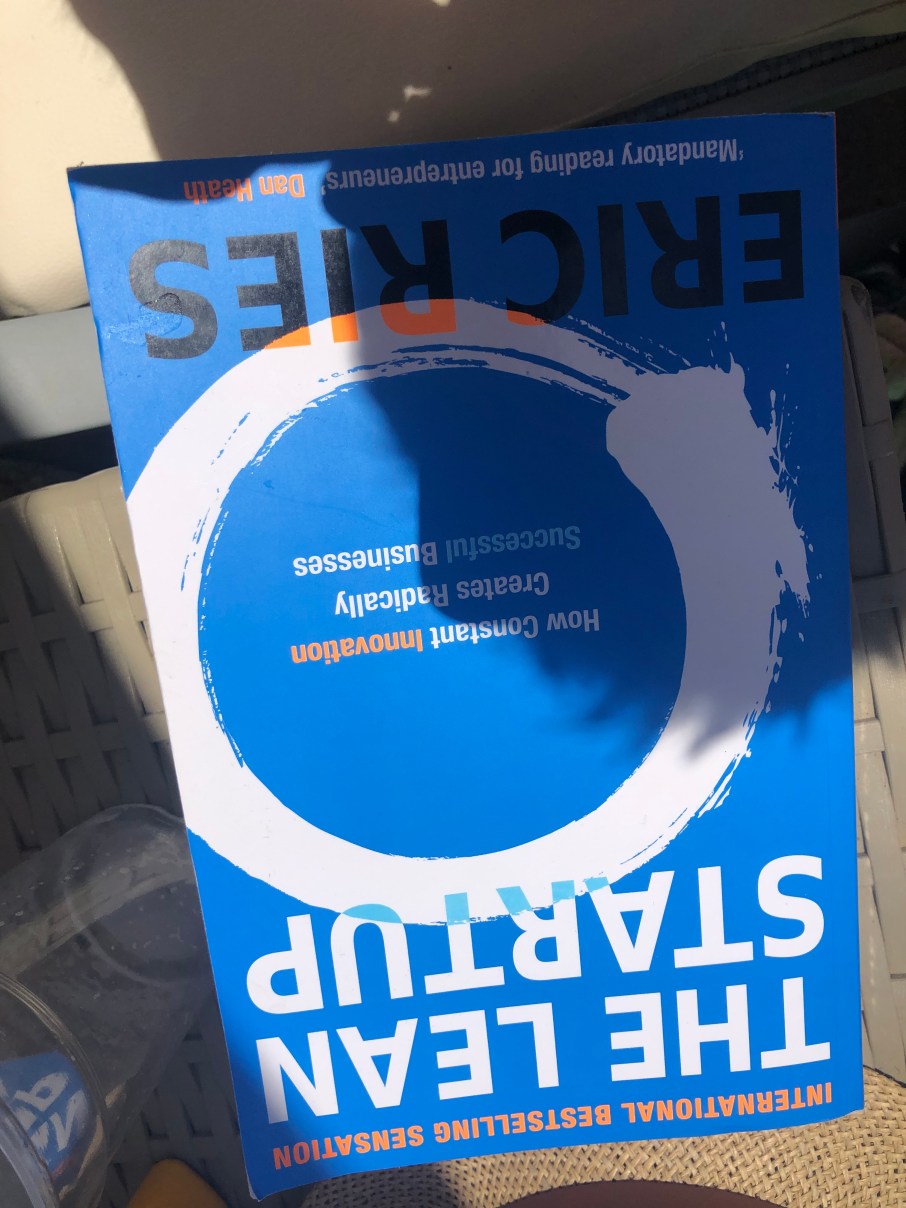 INTERNATIONAL BESTSELLING SENSATION
THE LEAN
STARTUP
How Constant Innovation
Creates Radically
Successful Businesses
ERIC RIES
'Mandatory reading for entrepreneurs' Dan Heath